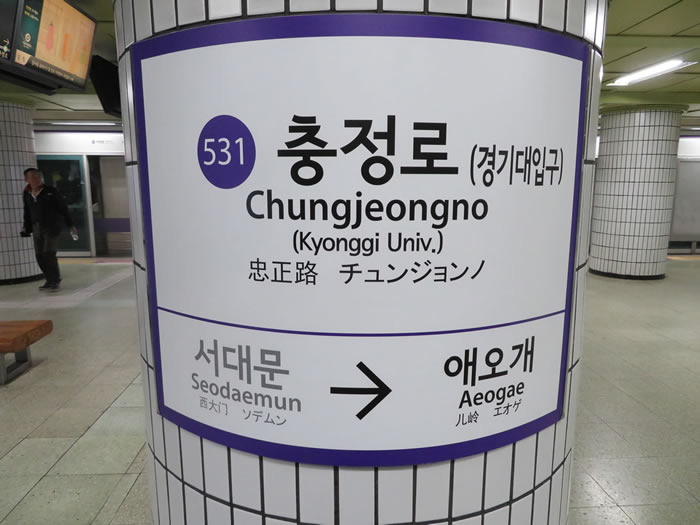 531 충정로 (경기대입구)
Chungjeongno
(Kyonggi Univ.)
忠正路 チュンジョンノ
서대문 → 애오개
Seodaemun Aeogae
西大门 ソデムン 儿岭 エオゲ